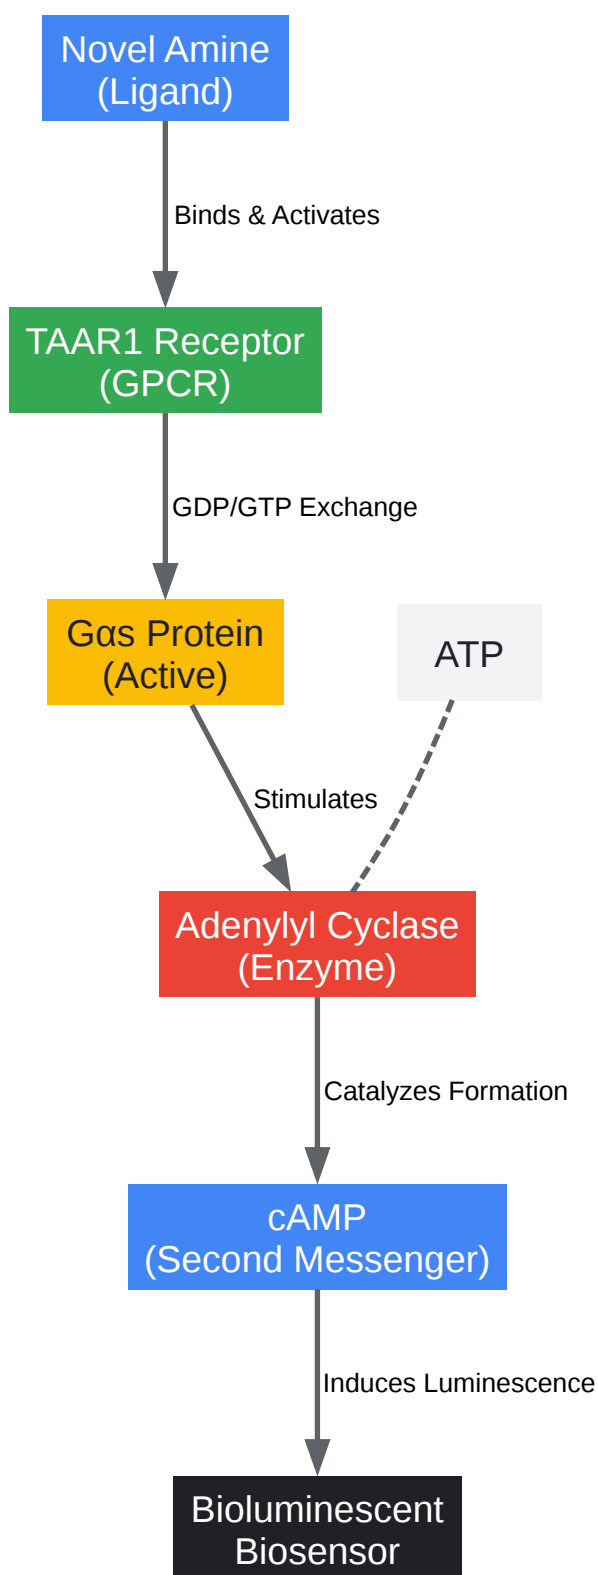 Novel Amine
(Ligand)
Binds & Activates
TAAR1 Receptor
(GPCR)
GDP/GTP Exchange
Gαs Protein
(Active)
ATP
Stimulates
Adenylyl Cyclase
(Enzyme)
Catalyzes Formation
cAMP
(Second Messenger)
Induces Luminescence
Bioluminescent
Biosensor